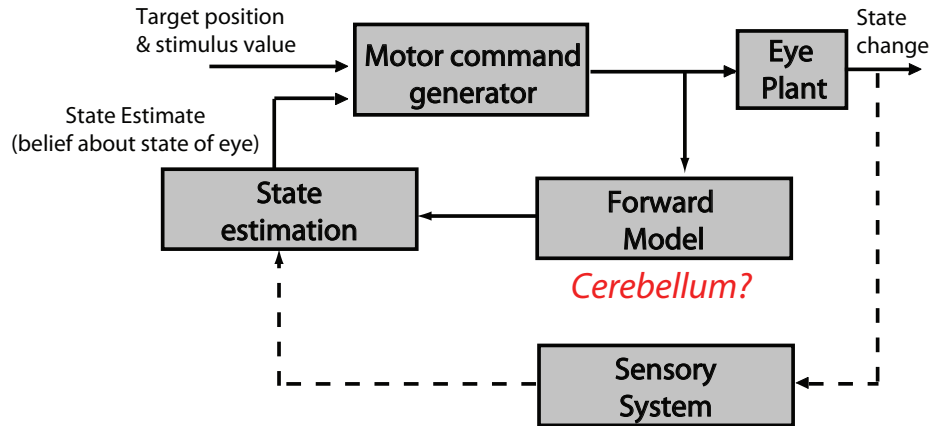 Target position
& stimulus value
Motor command
generator
Eye
Plant
State
change
State Estimate
(belief about state of eye)
State
estimation
Forward
Model
Cerebellum?
Sensory
System